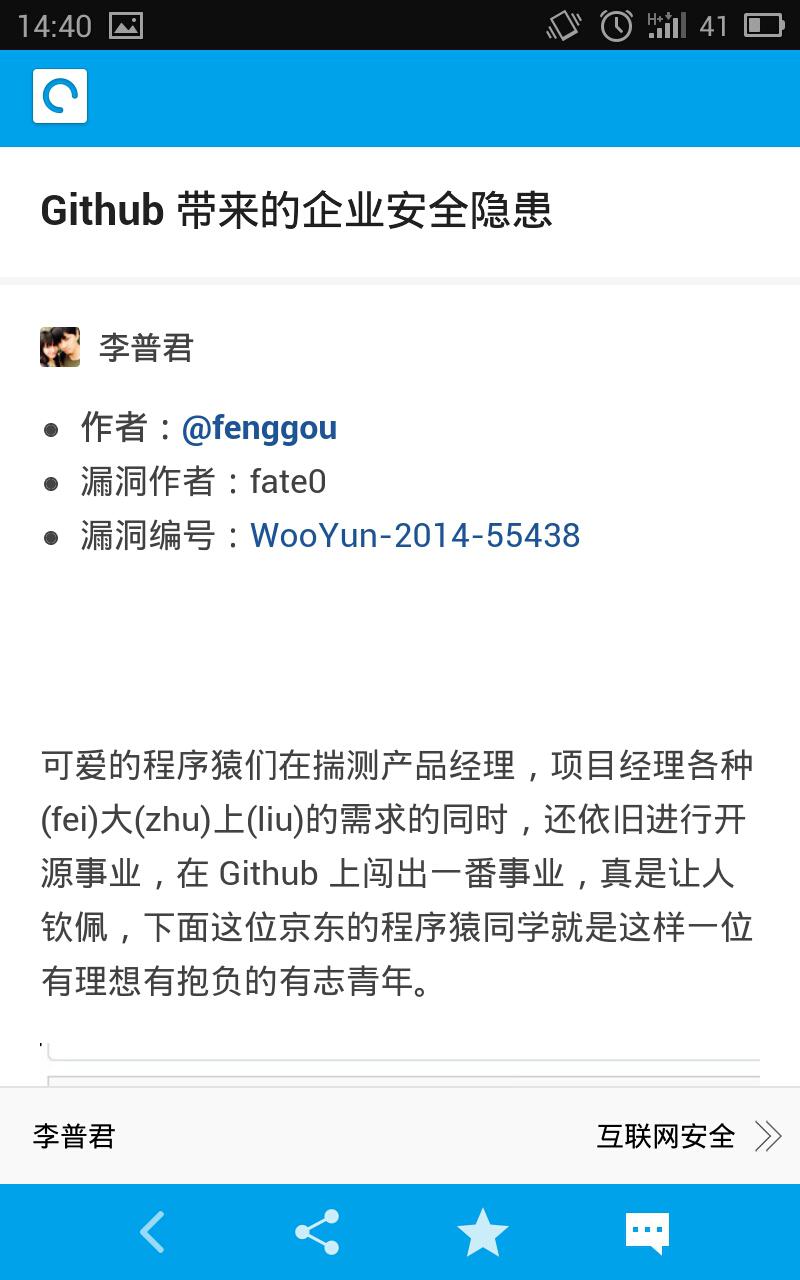 14:40
H+
41
Github 带来的企业安全隐患
李普君
作者：@fenggou
漏洞作者：fate0
漏洞编号：WooYun-2014-55438
可爱的程序猿们在揣测产品经理，项目经理各种
(fei)大(zhu)上(liu)的需求的同时，还依旧进行开
源事业，在 Github 上闯出一番事业，真是让人
钦佩，下面这位京东的程序猿同学就是这样一位
有理想有抱负的有志青年。
李普君
互联网安全